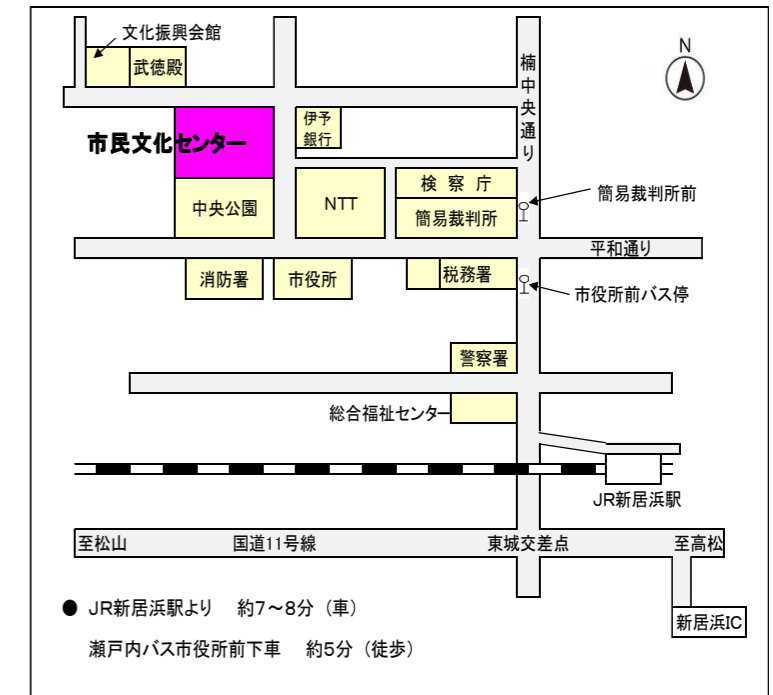 文化振興会館
武徳殿
N
楠中央通り
伊予
銀行
市民文化センター
検察庁
簡易裁判所前
中央公園
NTT
簡易裁判所
平和通り
消防署
市役所
税務署
市役所前バス停
警察署
総合福祉センター
JR新居浜駅
至松山
国道11号線
東城交差点
至高松
新居浜IC
● JR新居浜駅より 約7~8分(車)
瀬戸内バス市役所前下車 約5分(徒歩)